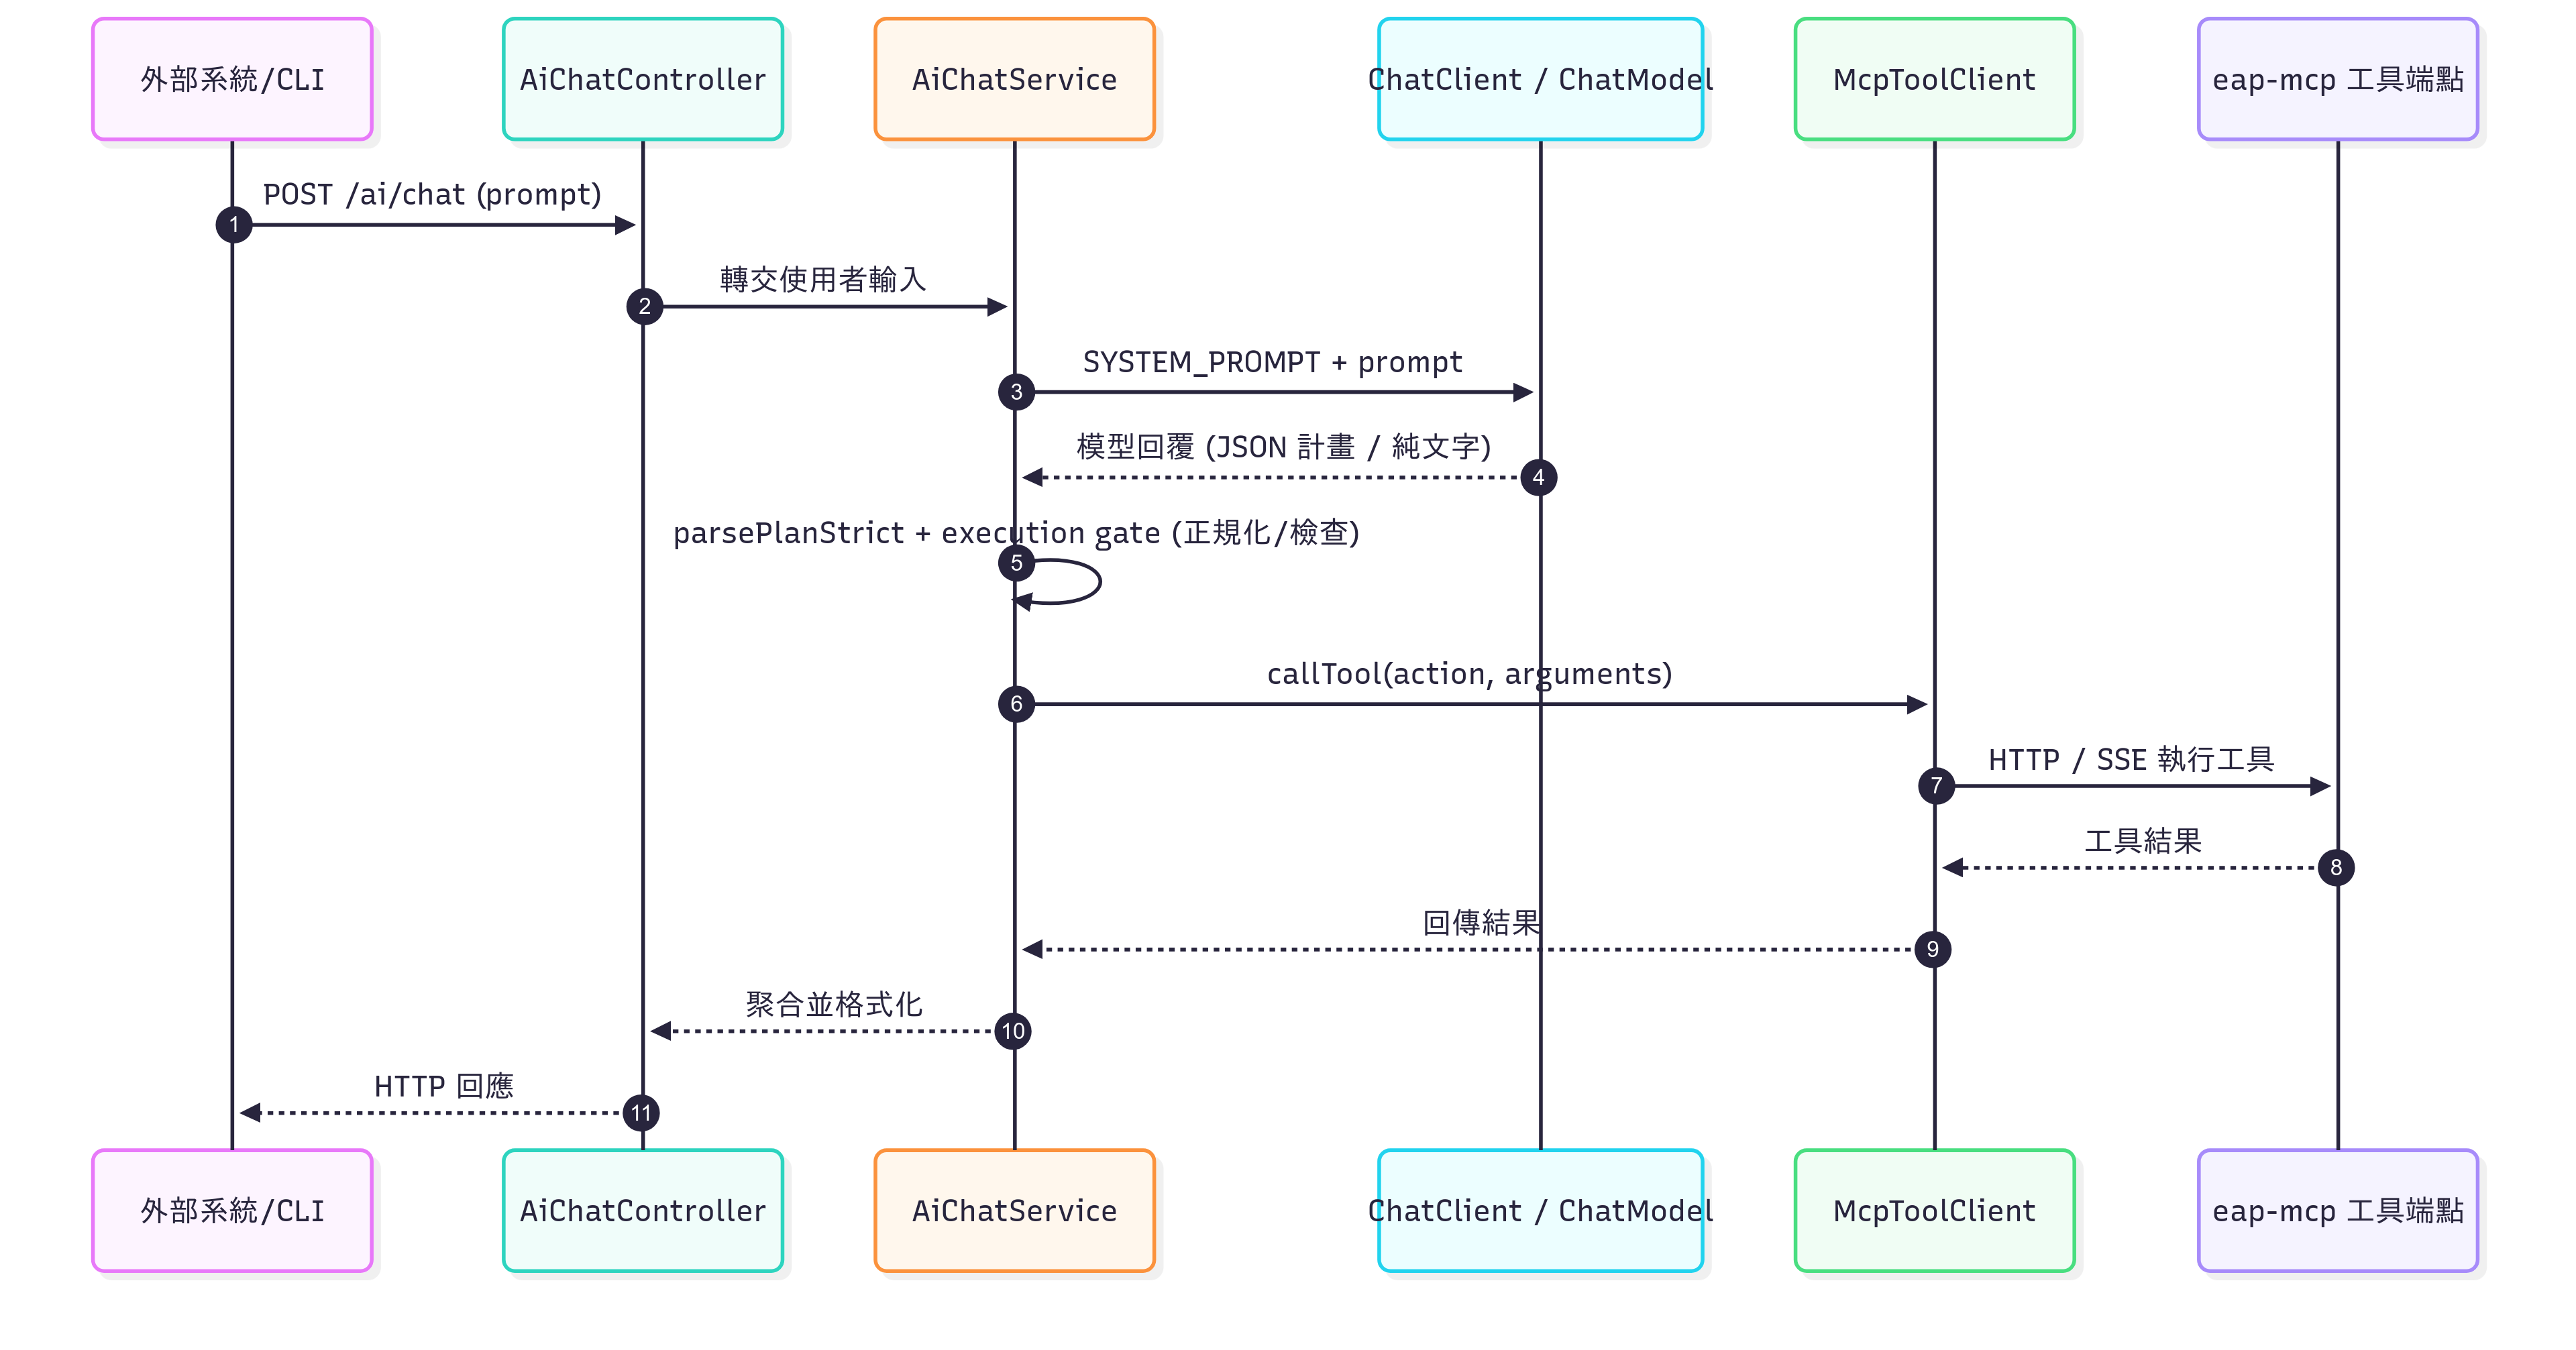 外部系統/CLI
AiChatController
AiChatService
ChatClient / ChatModel
McpToolClient
eap-mcp 工具端點
POST /ai/chat (prompt)
1
轉交使用者輸入
2
SYSTEM_PROMPT + prompt
3
模型回覆 (JSON 計畫 / 純文字)
4
parsePlanStrict + execution gate (正規化/檢查)
5
callTool(action, arguments)
6
HTTP / SSE 執行工具
7
工具結果
8
回傳結果
9
聚合並格式化
10
HTTP 回應
11
外部系統/CLI
AiChatController
AiChatService
ChatClient / ChatModel
McpToolClient
eap-mcp 工具端點